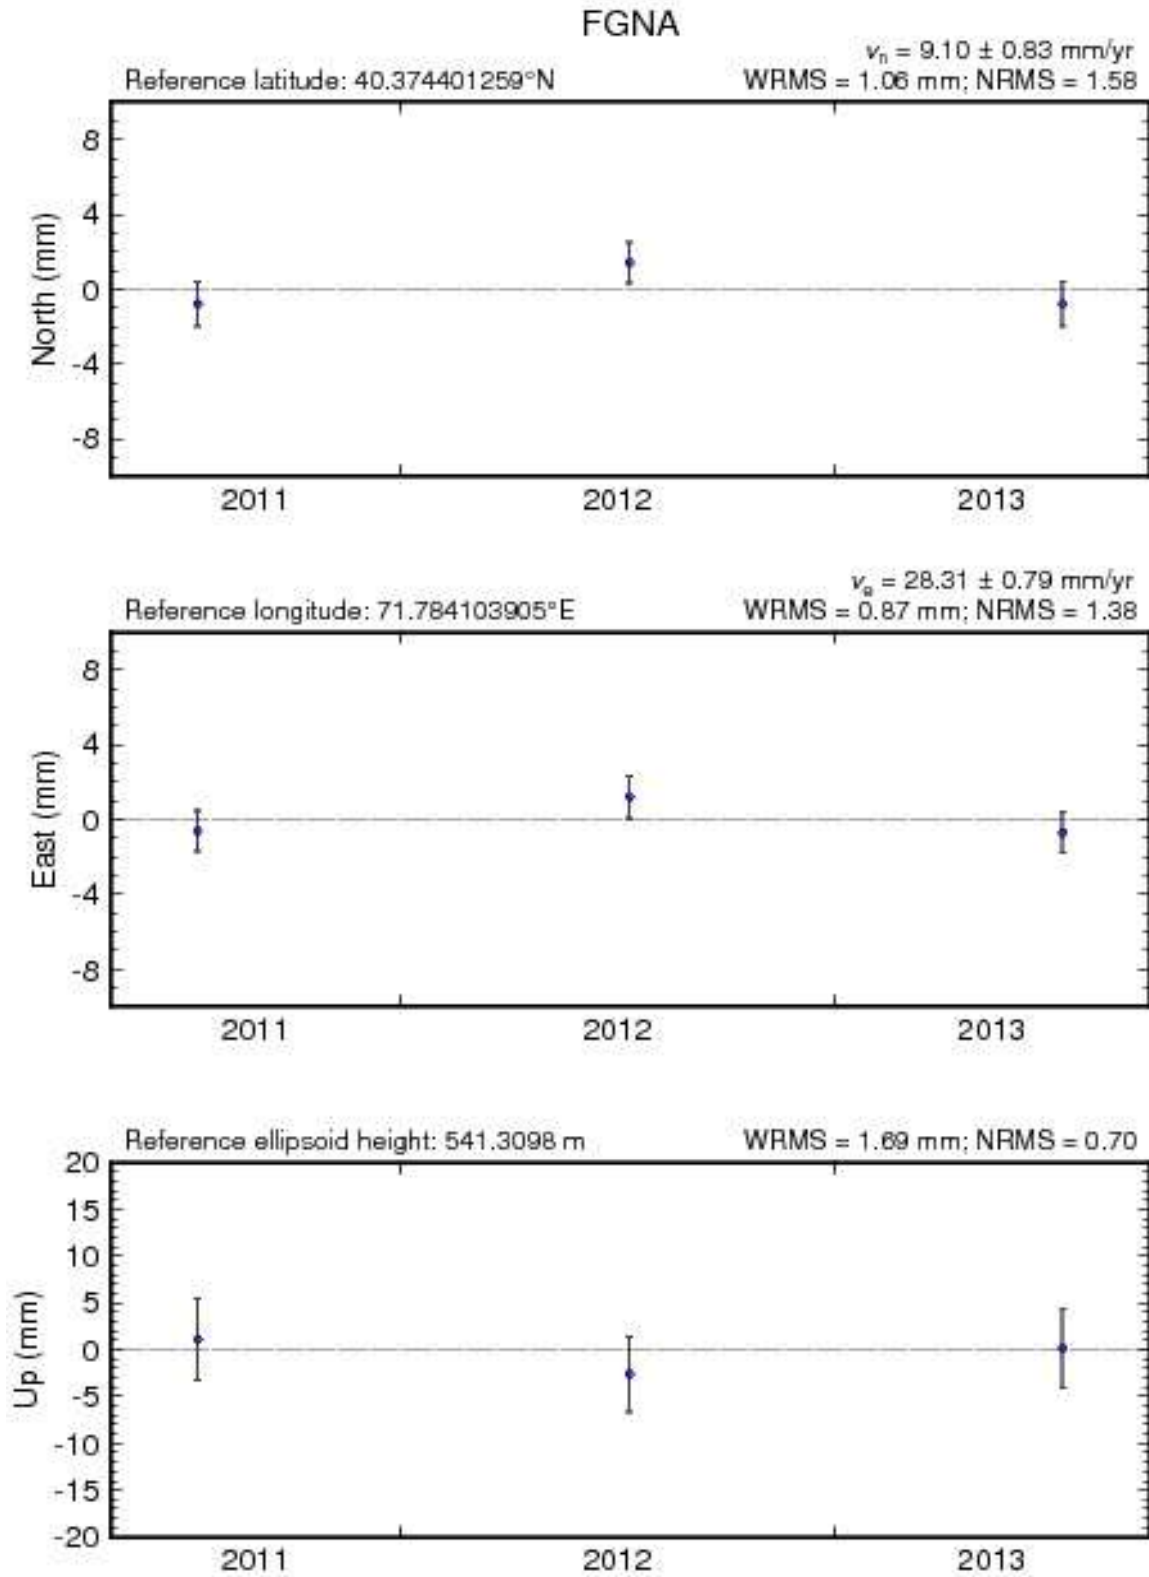 FGNA
vn = 9.10 ± 0.83 mm/yr
Reference latitude: 40.374401259°N WRMS = 1.06 mm; NRMS = 1.58
8
4
0
-4
-8
North (mm)
2011 2012 2013
ve = 28.31 ± 0.79 mm/yr
Reference longitude: 71.784103905°E WRMS = 0.87 mm; NRMS = 1.38
8
4
0
-4
-8
East (mm)
2011 2012 2013
Reference ellipsoid height: 541.3098 m WRMS = 1.69 mm; NRMS = 0.70
20
15
10
5
0
-5
-10
-15
-20
Up (mm)
2011 2012 2013